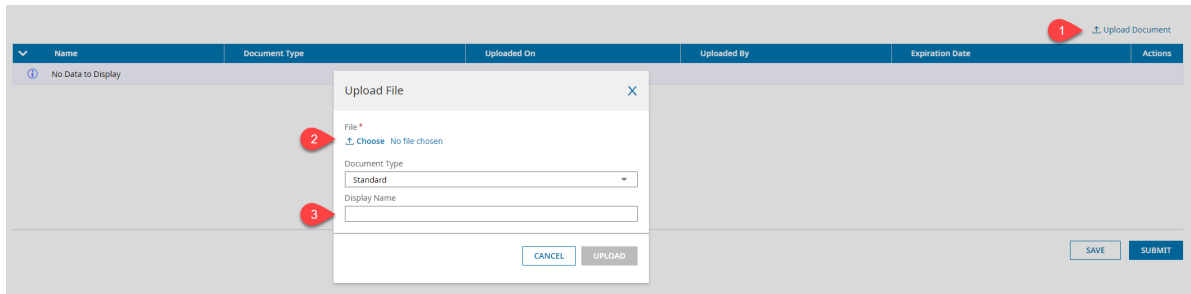 1 Upload Document
Name Document Type Uploaded On Uploaded By Expiration Date Actions
No Data to Display
Upload File X
File *
2 Choose No file chosen
Document Type
Standard
Display Name
3
CANCEL UPLOAD
SAVE SUBMIT